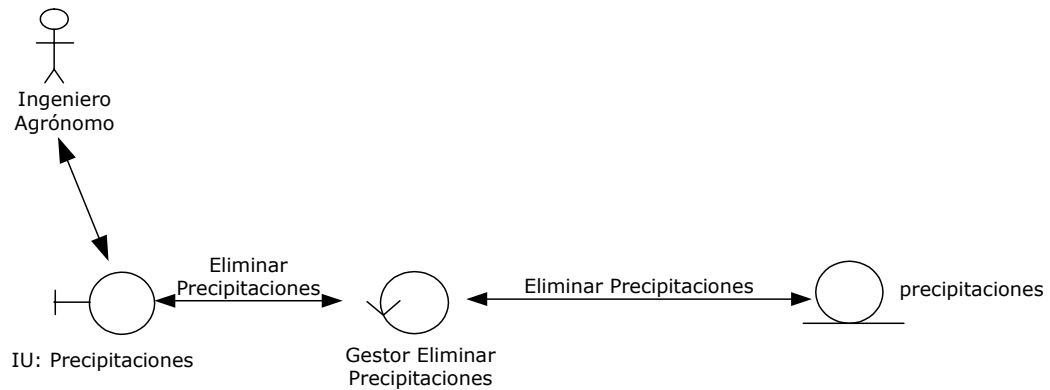 Ingeniero
Agrónomo
Eliminar
Precipitaciones
Eliminar Precipitaciones
precipitaciones
IU: Precipitaciones
Gestor Eliminar
Precipitaciones